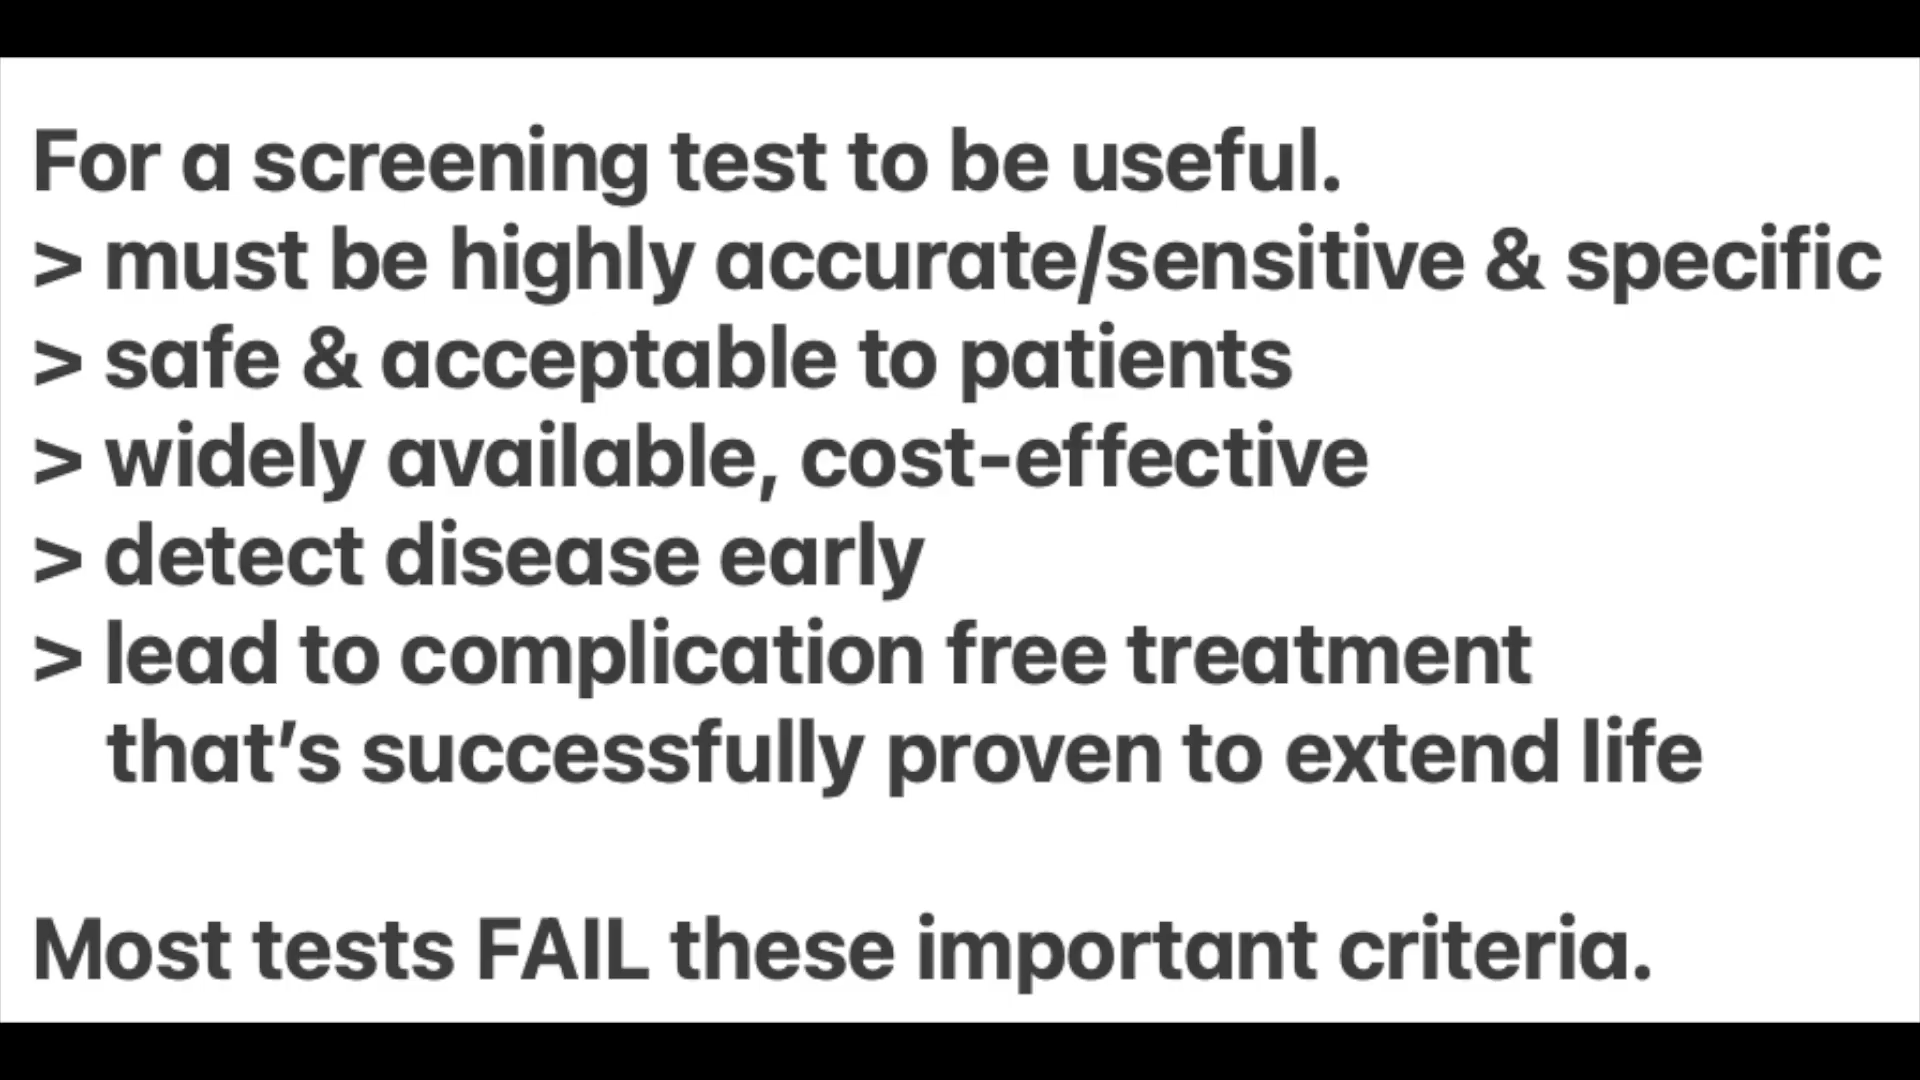 For a screening test to be useful.
> must be highly accurate/sensitive & specific
> safe & acceptable to patients
> widely available, cost-effective
> detect disease early
> lead to complication free treatment
that’s successfully proven to extend life
Most tests FAIL these important criteria.